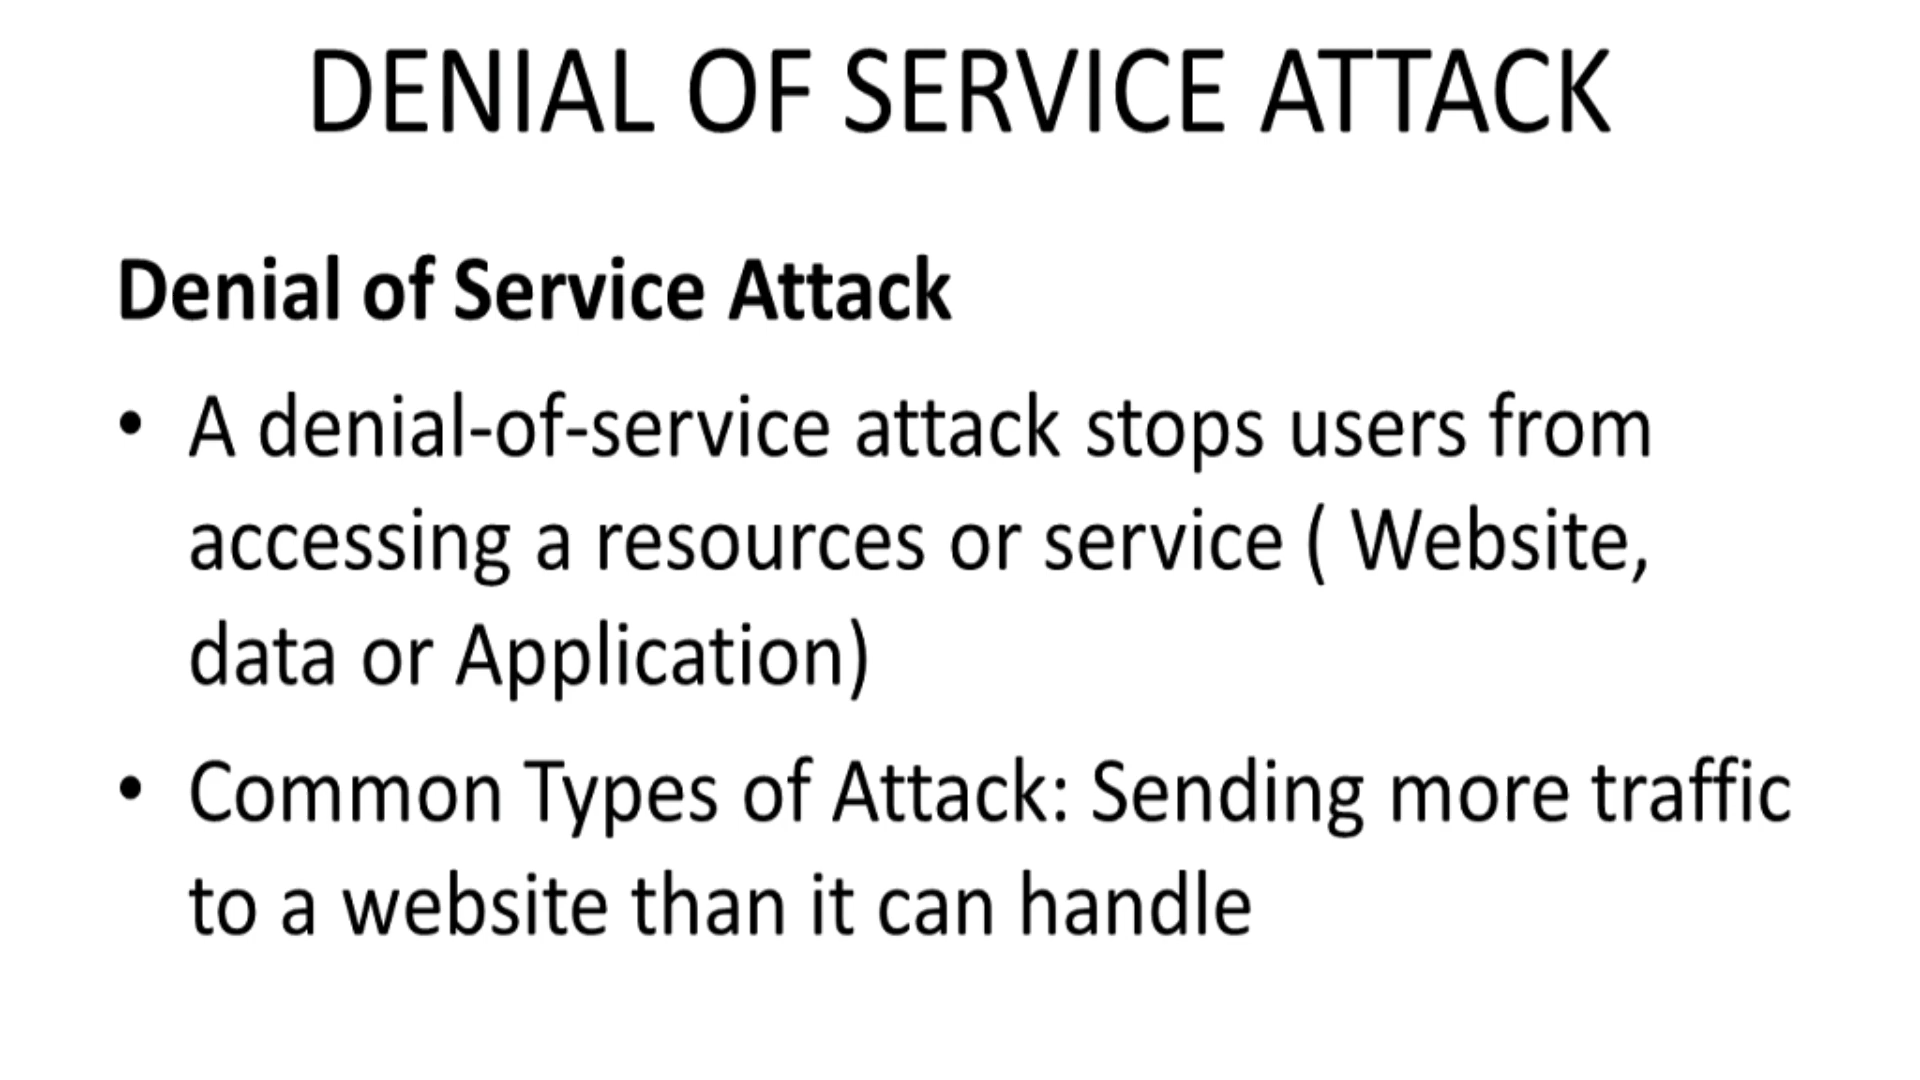 DENIAL OF SERVICE ATTACK
Denial of Service Attack
• A denial-of-service attack stops users from
accessing a resources or service ( Website,
data or Application)
• Common Types of Attack: Sending more traffic
to a website than it can handle